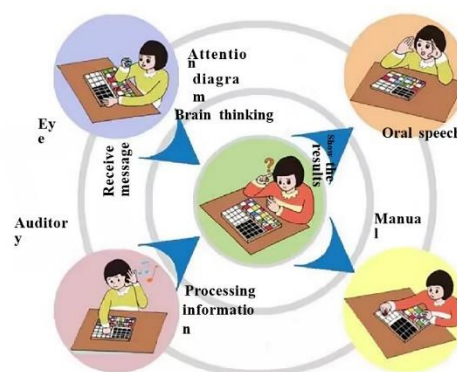 Attentio
n
diagra
m
Brain thinking
Ey
e
Receive
message
Show the
results
Oral speech
Auditor
y
Manua
l
Processing
informatio
n
?